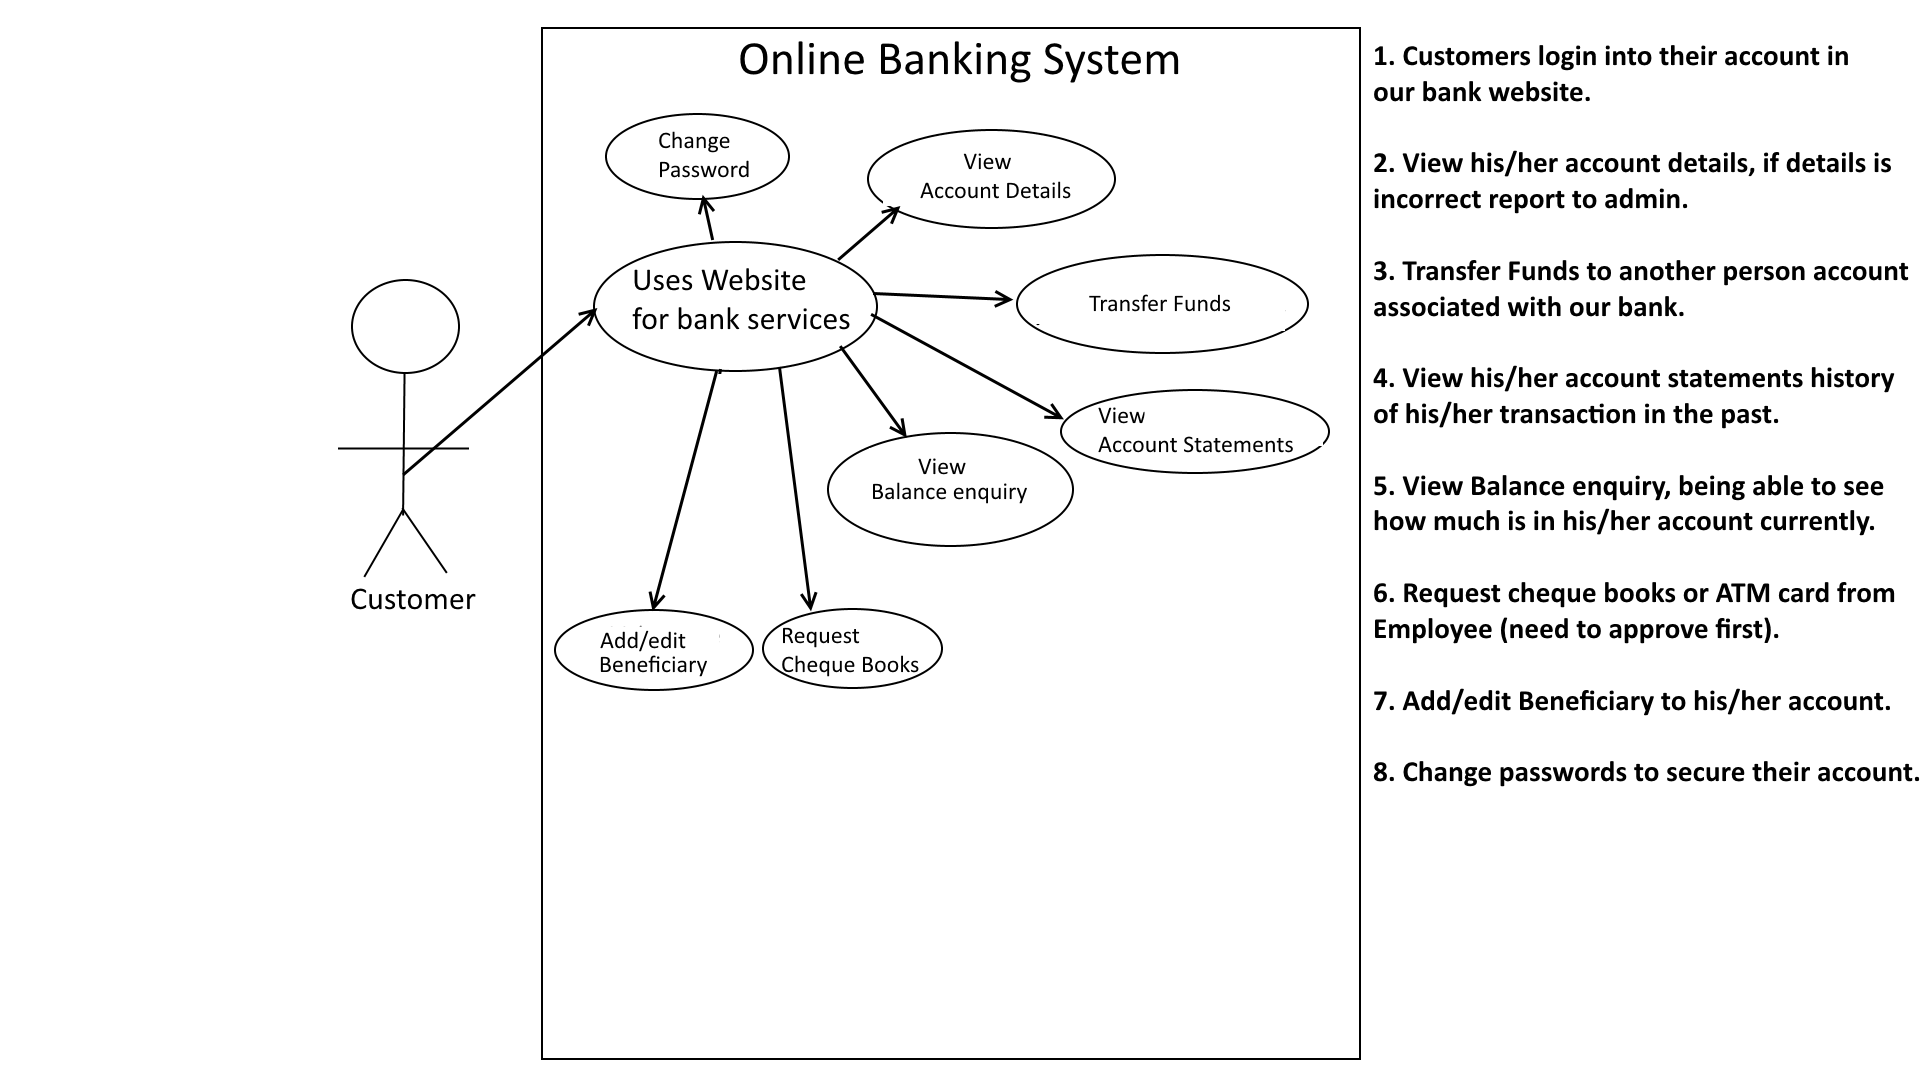 Online Banking System
Change
Password
View
Account Details
Uses Website
for bank services
Transfer Funds
View
Account Statements
View
Balance enquiry
Customer
Add/edit
Beneficiary
Request
Cheque Books
1. Customers login into their account in
our bank website.
2. View his/her account details, if details is
incorrect report to admin.
3. Transfer Funds to another person account
associated with our bank.
4. View his/her account statements history
of his/her transaction in the past.
5. View Balance enquiry, being able to see
how much is in his/her account currently.
6. Request cheque books or ATM card from
Employee (need to approve first).
7. Add/edit Beneficiary to his/her account.
8. Change passwords to secure their account.